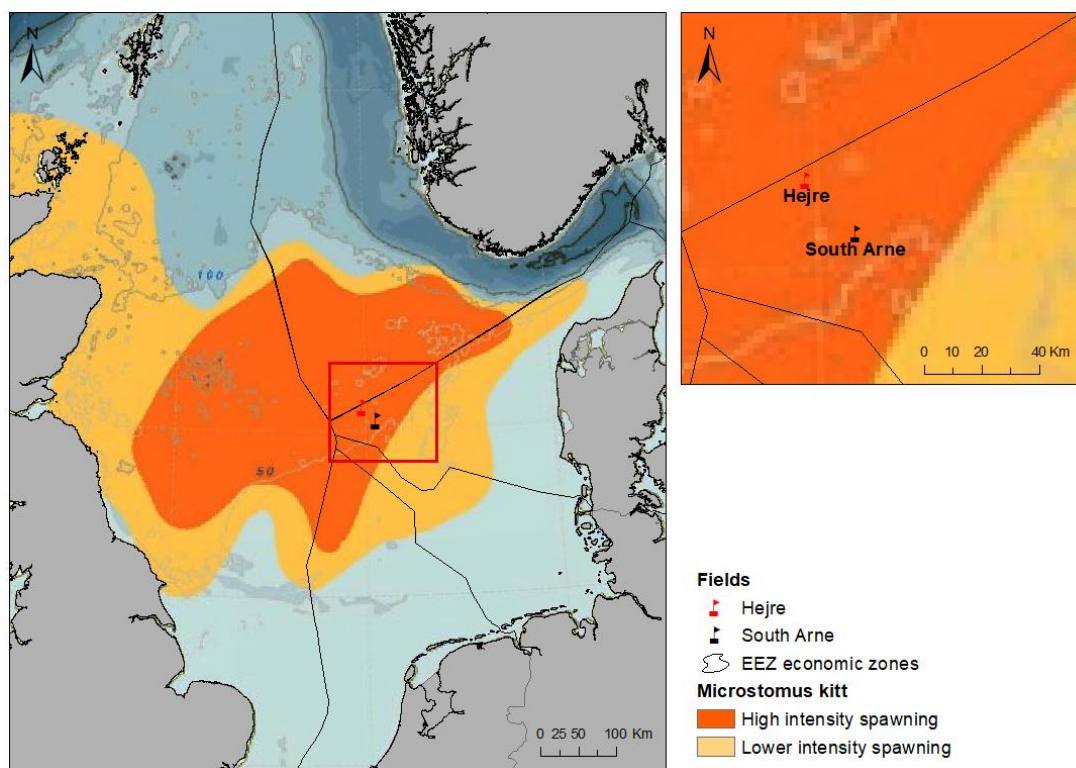 N
100
50
0 25 50 100 Km
N
Hejre
South Arne
0 10 20 40 Km
Fields
Hejre
South Arne
EEZ economic zones
Microstomus kitt
High intensity spawning
Lower intensity spawning